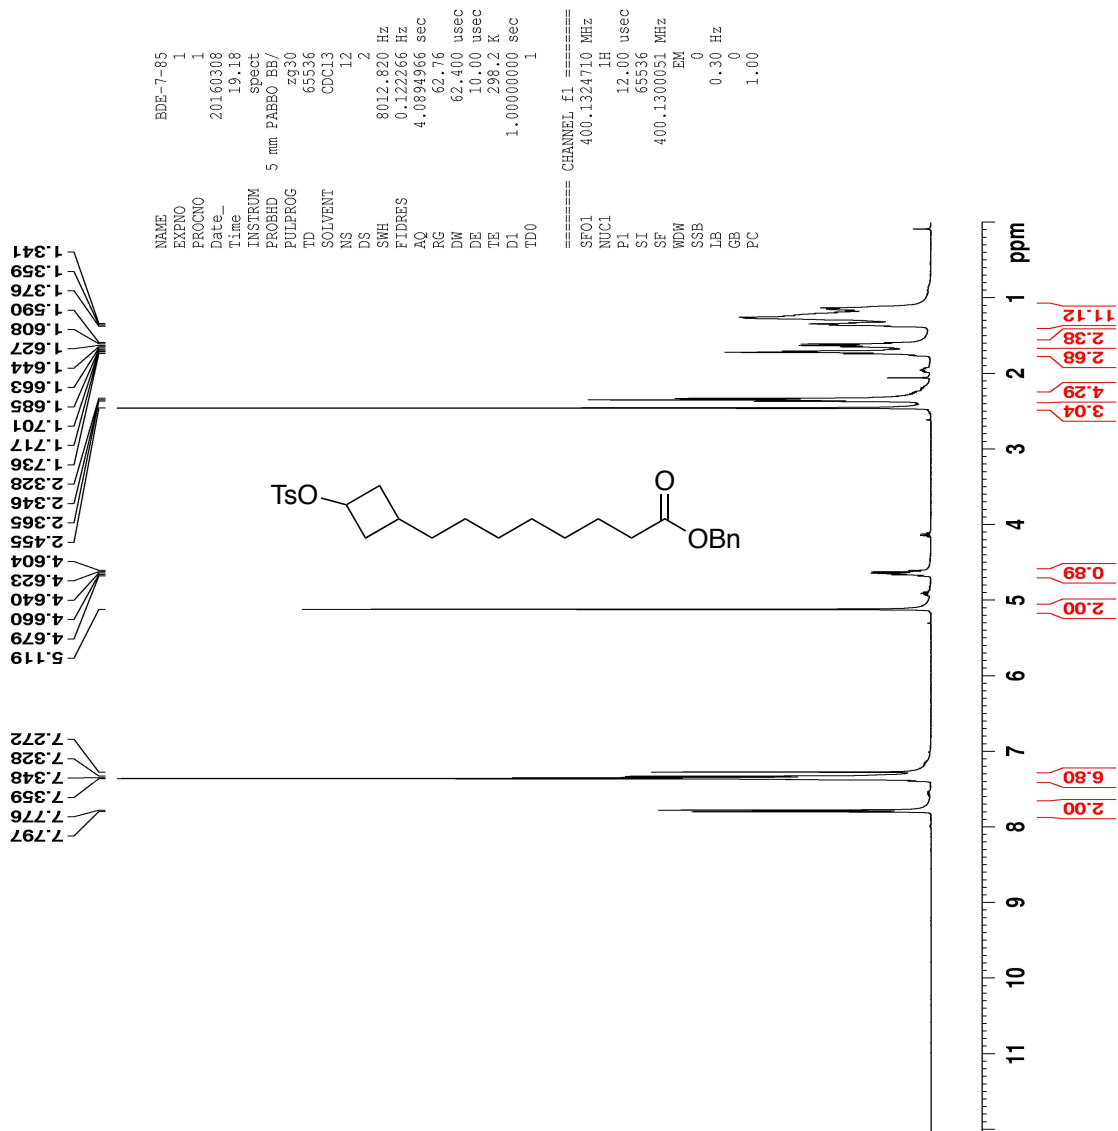 NAME BDE-7-85
EXPNO 1
PROCNO 1
Date_ 20160308
Time 19.18
INSTRUM spect
PROBHD 5 mm PABBO BB/
PULPROG zg30
TD 65536
SOLVENT CDCl3
NS 12
DS 2
SWH 8012.820 Hz
FIDRES 0.122266 Hz
AQ 4.0894966 sec
RG 62.76
DW 62.400 usec
DE 10.00 usec
TE 298.2 K
D1 1.00000000 sec
TD0 1
======== CHANNEL f1 ========
SFO1 400.1324710 MHz
NUC1 1H
P1 12.00 usec
SI 65536
SF 400.1300051 MHz
WDW EM
SSB 0
LB 0.30 Hz
GB 0
PC 1.00
1.341
1.359
1.376
1.590
1.608
1.627
1.644
1.663
1.685
1.701
1.717
1.736
2.328
2.346
2.365
2.455
4.604
4.623
4.640
4.660
4.679
5.119
7.272
7.328
7.348
7.359
7.776
7.797
TsO
O
OBn
ppm
1
2
3
4
5
6
7
8
9
10
11
11.12
2.38
2.68
4.29
3.04
0.89
2.00
6.80
2.00